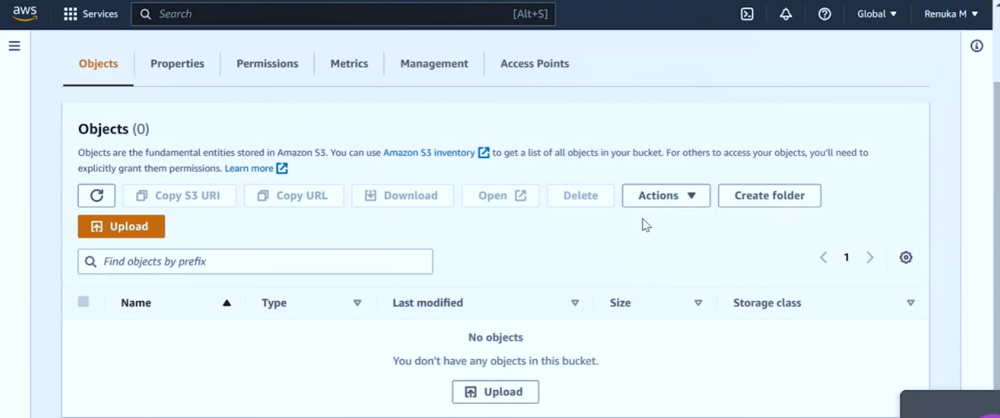 aws Services Search [Alt+S] Global Renuka M
Objects Properties Permissions Metrics Management Access Points
Objects (0)
Objects are the fundamental entities stored in Amazon S3. You can use Amazon S3 inventory to get a list of all objects in your bucket. For others to access your objects, you'll need to
explicitly grant them permissions. Learn more
Copy S3 URI Copy URL Download Open Delete Actions Create folder
Upload
Find objects by prefix 1
Name Type Last modified Size Storage class
No objects
You don't have any objects in this bucket.
Upload